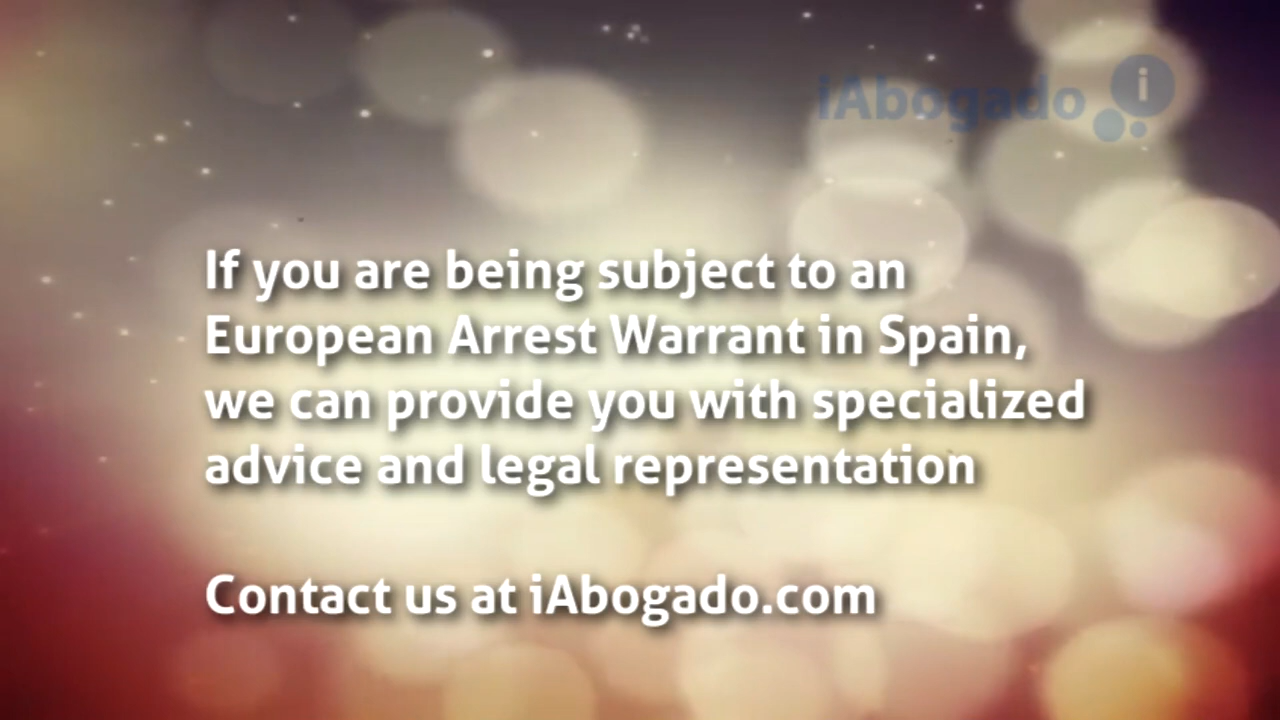 iAbogado i
If you are being subject to an
European Arrest Warrant in Spain,
we can provide you with specialized
advice and legal representation
Contact us at iAbogado.com